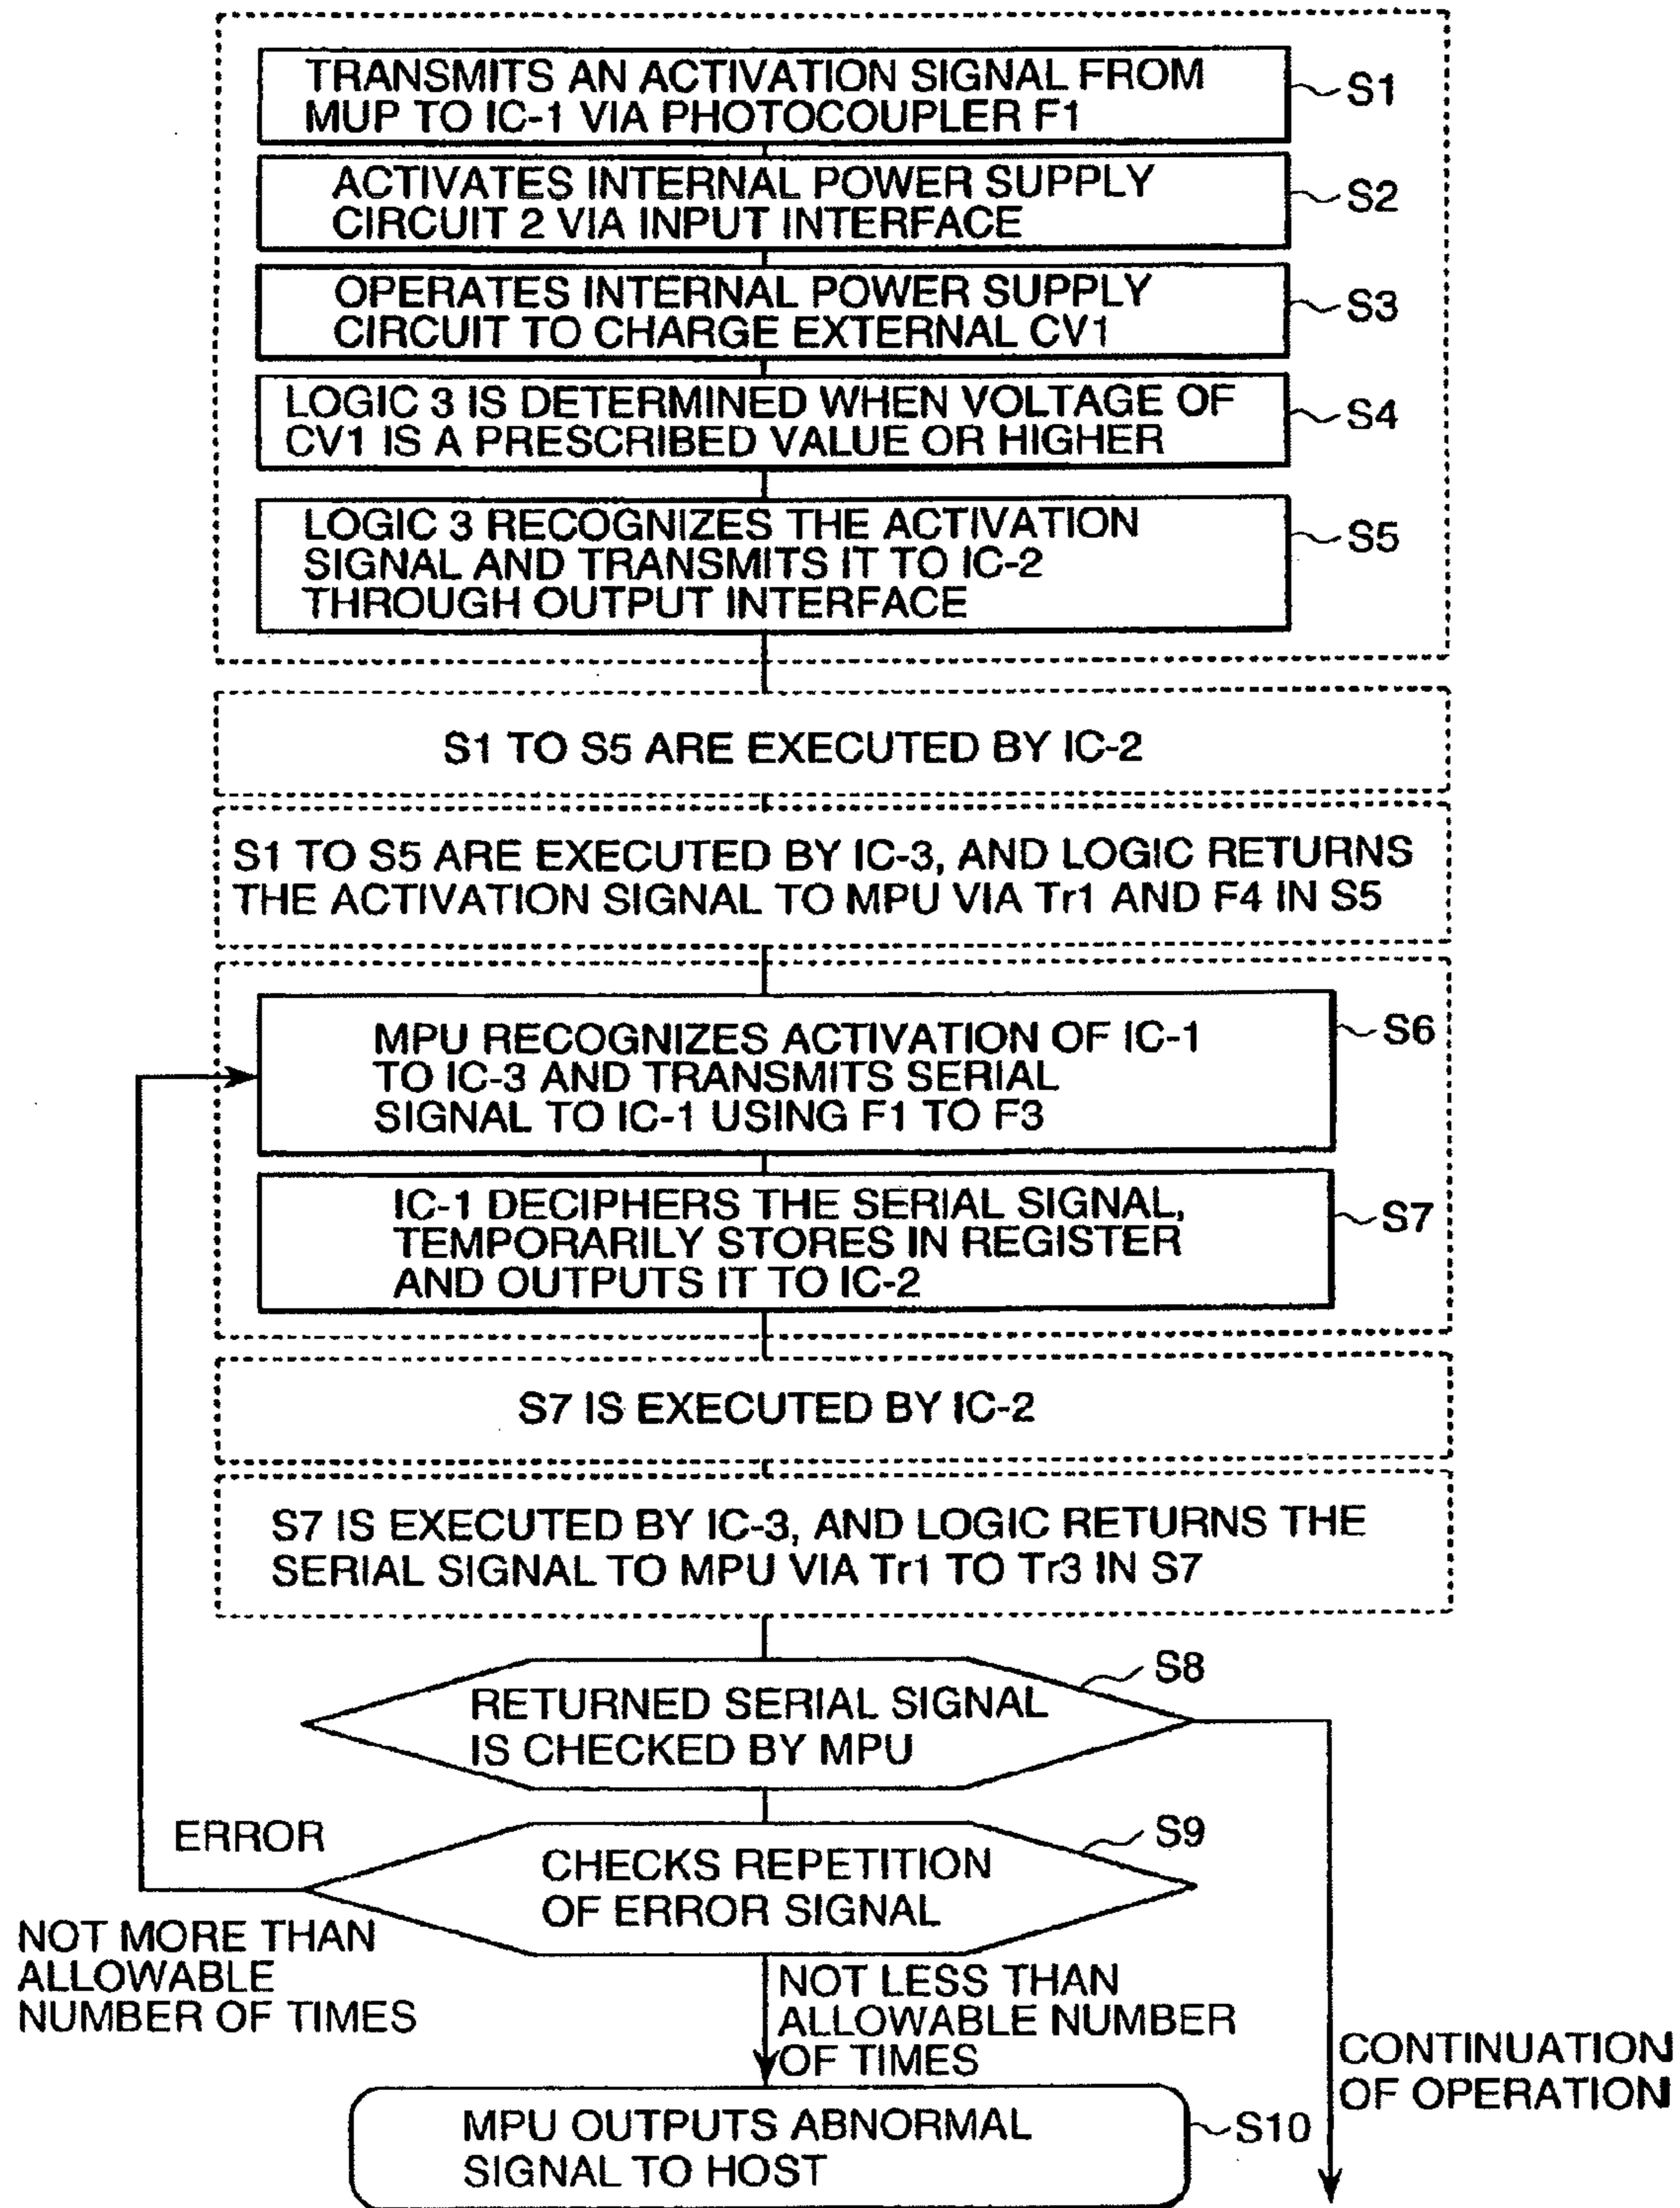 TRANSMITS AN ACTIVATION SIGNAL FROM
MUP TO IC-1 VIA PHOTOCOUPLER F1
S1
ACTIVATES INTERNAL POWER SUPPLY
CIRCUIT 2 VIA INPUT INTERFACE
S2
OPERATES INTERNAL POWER SUPPLY
CIRCUIT TO CHARGE EXTERNAL CV1
S3
LOGIC 3 IS DETERMINED WHEN VOLTAGE OF
CV1 IS A PRESCRIBED VALUE OR HIGHER
S4
LOGIC 3 RECOGNIZES THE ACTIVATION
SIGNAL AND TRANSMITS IT TO IC-2
THROUGH OUTPUT INTERFACE
S5
S1 TO S5 ARE EXECUTED BY IC-2
S1 TO S5 ARE EXECUTED BY IC-3, AND LOGIC RETURNS
THE ACTIVATION SIGNAL TO MPU VIA Tr1 AND F4 IN S5
MPU RECOGNIZES ACTIVATION OF IC-1
TO IC-3 AND TRANSMITS SERIAL
SIGNAL TO IC-1 USING F1 TO F3
S6
IC-1 DECIPHERS THE SERIAL SIGNAL,
TEMPORARILY STORES IN REGISTER
AND OUTPUTS IT TO IC-2
S7
S7 IS EXECUTED BY IC-2
S7 IS EXECUTED BY IC-3, AND LOGIC RETURNS THE
SERIAL SIGNAL TO MPU VIA Tr1 TO Tr3 IN S7
RETURNED SERIAL SIGNAL
IS CHECKED BY MPU
S8
ERROR
CHECKS REPETITION
OF ERROR SIGNAL
S9
NOT MORE THAN
ALLOWABLE
NUMBER OF TIMES
NOT LESS THAN
ALLOWABLE NUMBER
OF TIMES
CONTINUATION
OF OPERATION
MPU OUTPUTS ABNORMAL
SIGNAL TO HOST
S10